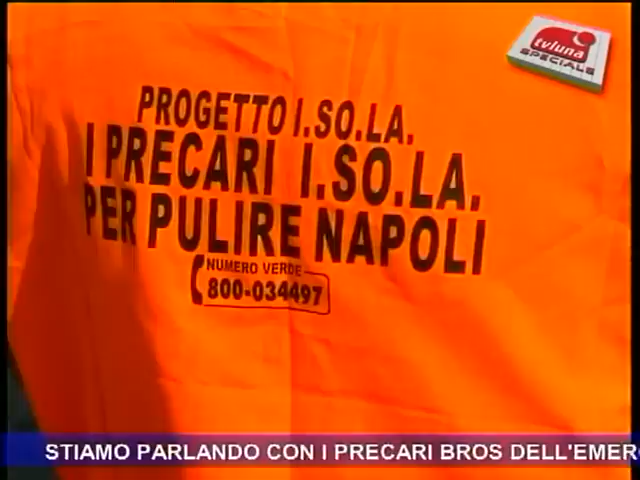 tvluna
SPECIALE
PROGETTO I.SO.LA.
I PRECARI I.SO.LA.
PER PULIRE NAPOLI
NUMERO VERDE
800-034497
STIAMO PARLANDO CON I PRECARI BROS DELL'EMER